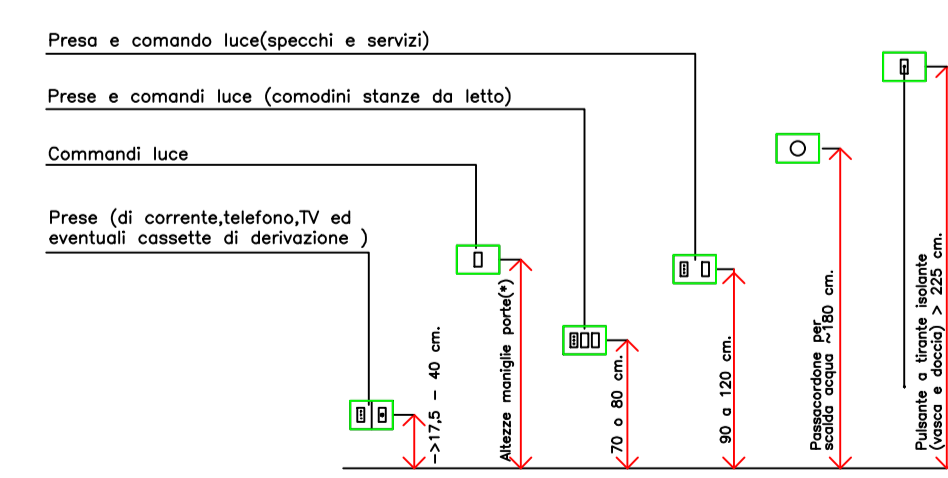 Presa e comando luce(specchi e servizi)
Prese e comandi luce (comodini stanze da letto)
Commandi luce
Prese (di corrente,telefono,TV ed
eventuali cassette di derivazione )
->17,5 - 40 cm.
Altezze maniglie porte(*)
70 o 80 cm.
90 a 120 cm.
Passacordone per
scalda acqua ~180 cm.
Pulsante a tirante isolante
(vasca e doccia) > 225 cm.